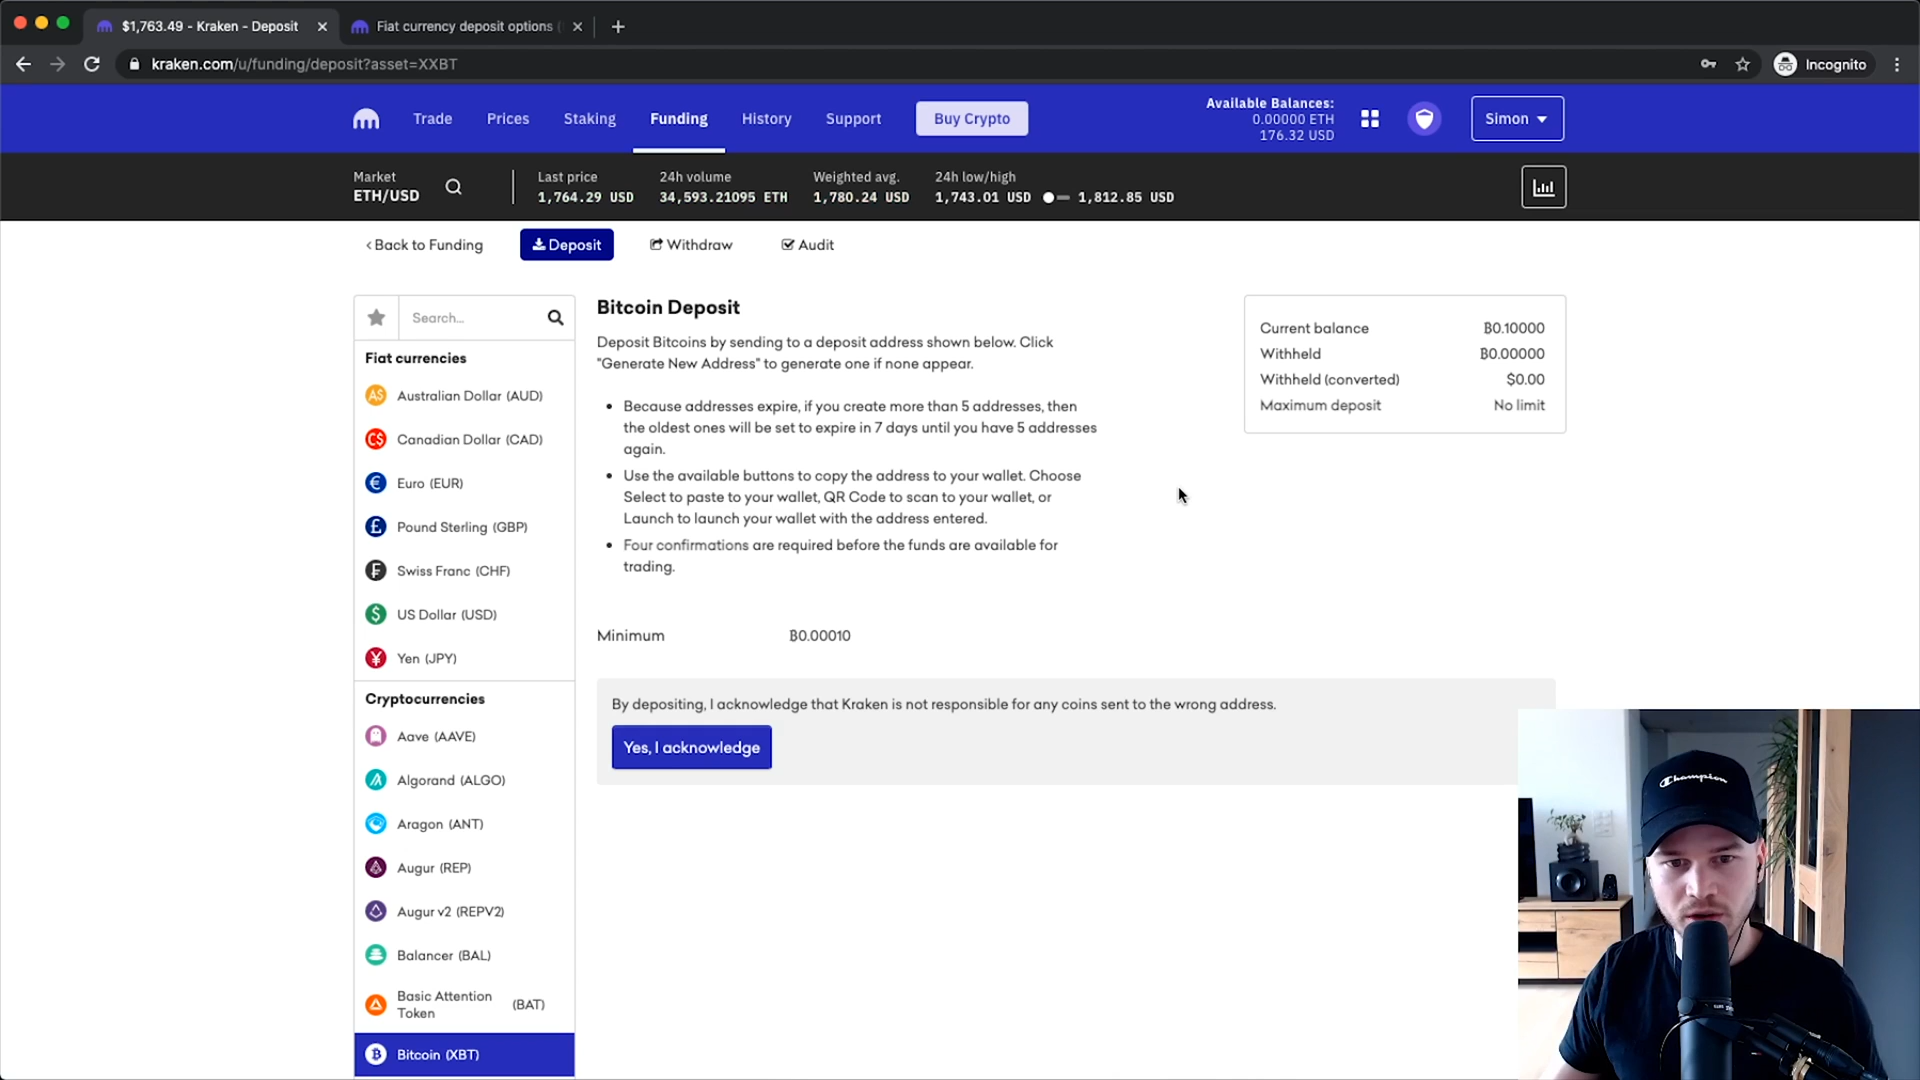 $1,763.49 - Kraken - Deposit
Fiat currency deposit options
kraken.com/u/funding/deposit?asset=XXBT
Incognito
Trade
Prices
Staking
Funding
History
Support
Buy Crypto
Available Balances:
0.00000 ETH
176.32 USD
Simon
Market
ETH/USD
Last price
1,764.29 USD
24h volume
34,593.21095 ETH
Weighted avg.
1,780.24 USD
24h low/high
1,743.01 USD
1,812.85 USD
Back to Funding
Deposit
Withdraw
Audit
Search...
Fiat currencies
Australian Dollar (AUD)
Canadian Dollar (CAD)
Euro (EUR)
Pound Sterling (GBP)
Swiss Franc (CHF)
US Dollar (USD)
Yen (JPY)
Cryptocurrencies
Aave (AAVE)
Algorand (ALGO)
Aragon (ANT)
Augur (REP)
Augur v2 (REPV2)
Balancer (BAL)
Basic Attention
Token
(BAT)
Bitcoin (XBT)
Bitcoin Deposit
Deposit Bitcoins by sending to a deposit address shown below. Click
"Generate New Address" to generate one if none appear.
Because addresses expire, if you create more than 5 addresses, then
the oldest ones will be set to expire in 7 days until you have 5 addresses
again.
Use the available buttons to copy the address to your wallet. Choose
Select to paste to your wallet, QR Code to scan to your wallet, or
Launch to launch your wallet with the address entered.
Four confirmations are required before the funds are available for
trading.
Minimum
₿0.00010
By depositing, I acknowledge that Kraken is not responsible for any coins sent to the wrong address.
Yes, I acknowledge
Current balance ₿0.10000
Withheld ₿0.00000
Withheld (converted) $0.00
Maximum deposit No limit
Champion